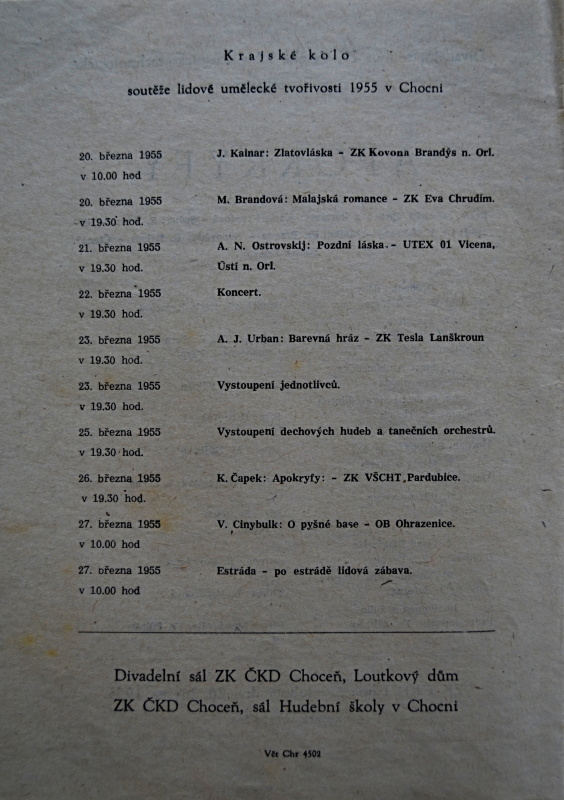 Krajské kolo
soutěže lidově umělecké tvořivosti 1955 v Chocni
20. března 1955 J. Kainar: Zlatovláska - ZK Kovona Brandýs n. Orl.
v 10.00 hod
20. března 1955 M. Brandová: Malajská romance - ZK Eva Chrudim.
v 19.30 hod.
21. března 1955 A. N. Ostrovskij: Pozdní láska. - UTEX 01 Vicena,
v 19.30 hod. Ústí n. Orl.
22. března 1955 Koncert.
v 19.30 hod.
23. března 1955 A. J. Urban: Barevná hráz - ZK Tesla Lanškroun
v 19.30 hod.
23. března 1955 Vystoupení jednotlivců.
v 19.30 hod.
25. března 1955 Vystoupení dechových hudeb a tanečních orchestrů.
v 19.30 hod.
26. března 1955 K. Čapek: Apokryfy: - ZK VŠCHT Pardubice.
v 19.30 hod.
27. března 1955 V. Cinybulk: O pyšné base - OB Ohrazenice.
v 10.00 hod
27. března 1955 Estráda - po estrádě lidová zábava.
v 10.00 hod
Divadelní sál ZK ČKD Choceň, Loutkový dům
ZK ČKD Choceň, sál Hudební školy v Chocni
Vět Chr 4502